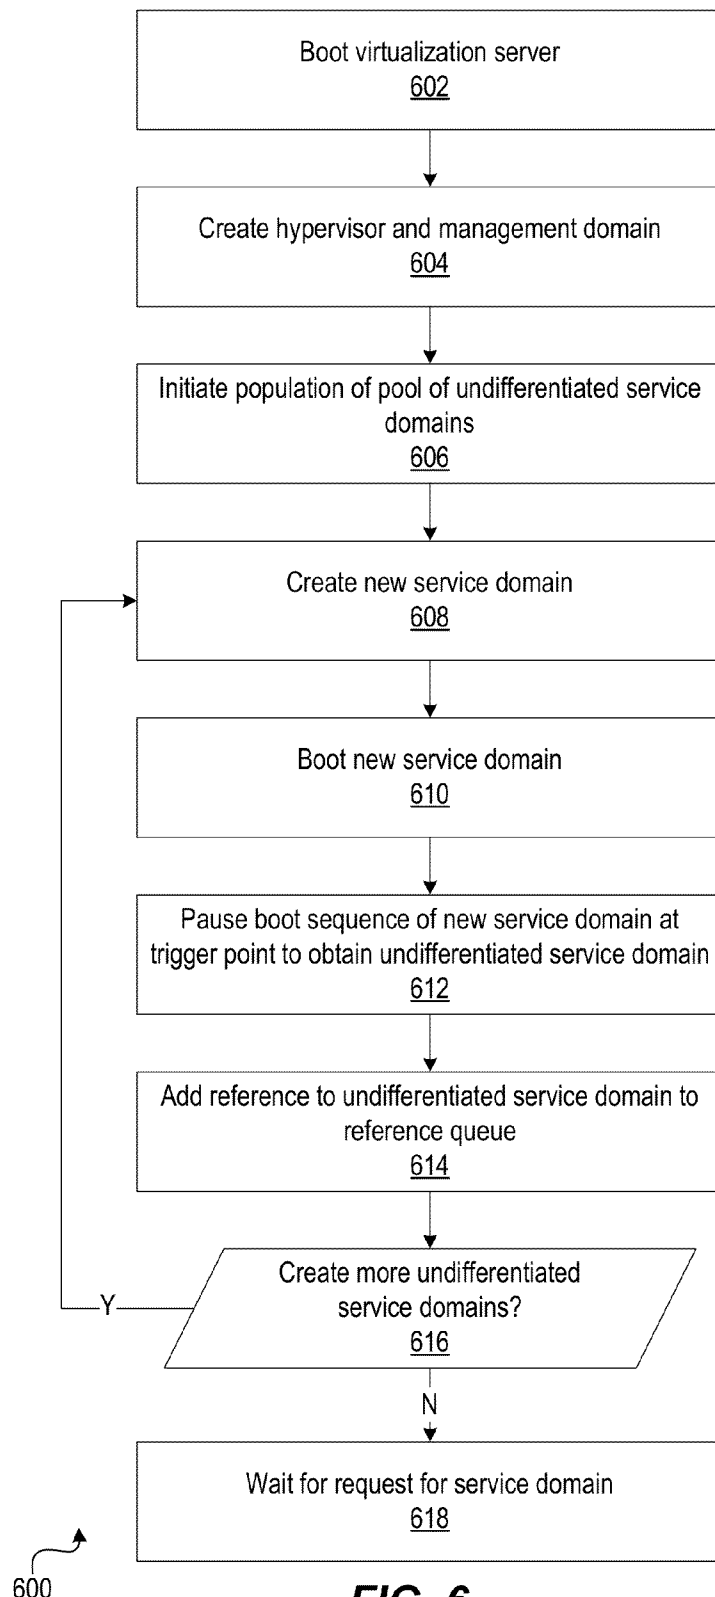 Boot virtualization server
602
Create hypervisor and management domain
604
Initiate population of pool of undifferentiated service
domains
606
Create new service domain
608
Boot new service domain
610
Pause boot sequence of new service domain at
trigger point to obtain undifferentiated service domain
612
Add reference to undifferentiated service domain to
reference queue
614
Create more undifferentiated
service domains?
616
Y
N
Wait for request for service domain
618
600
FIG. 6